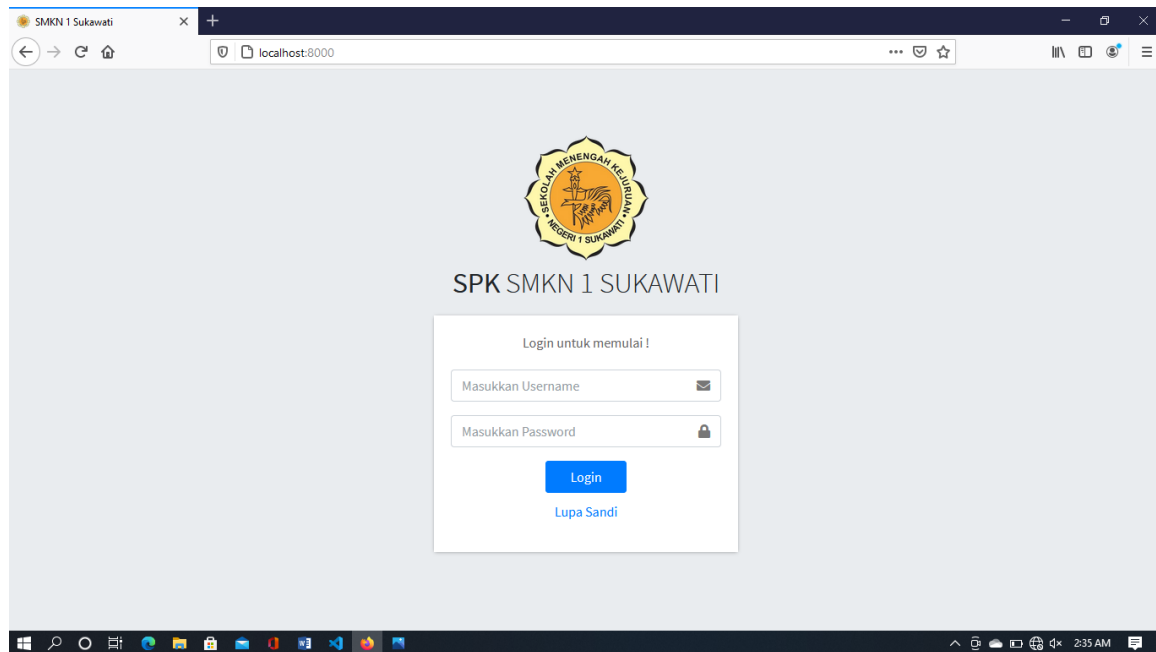 SMKN 1 Sukawati
localhost:8000
SEKOLAH MENENGAH KEJURUAN
NEGERI 1 SUKAWATI
SPK SMKN 1 SUKAWATI
Login untuk memulai !
Masukkan Username
Masukkan Password
Login
Lupa Sandi
2:35 AM